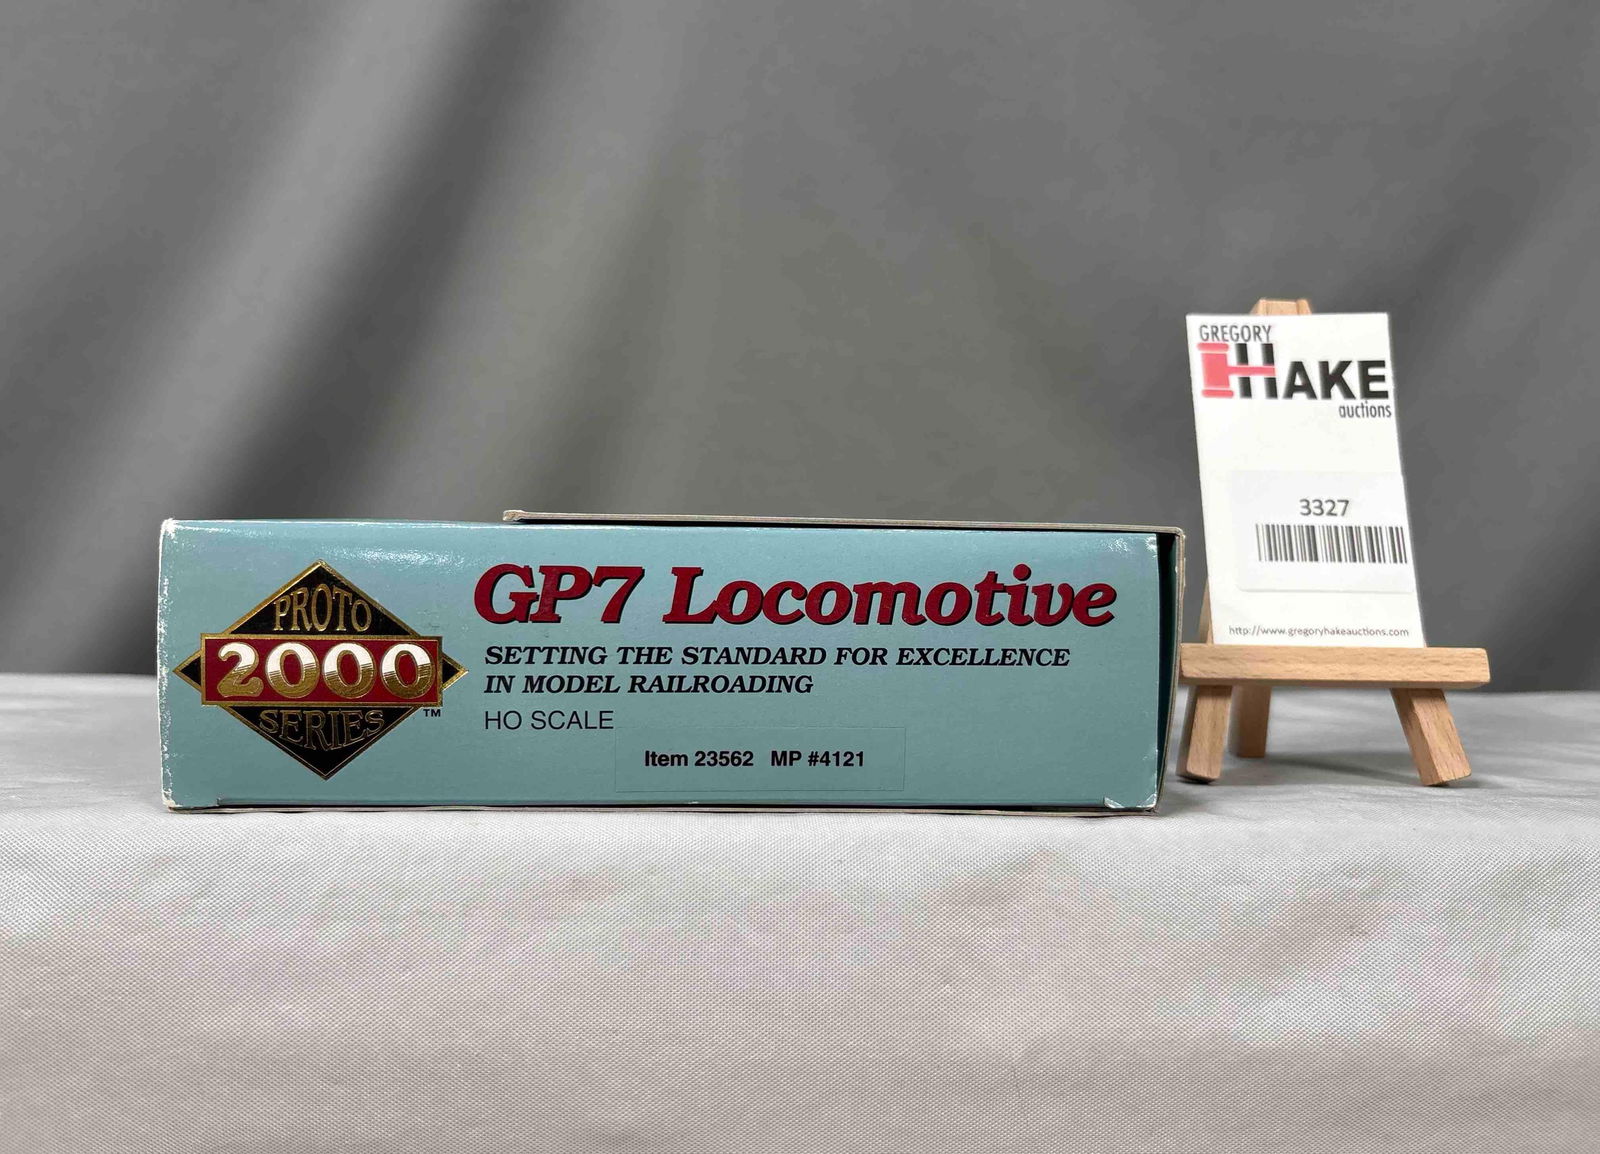 PROTO
2000
SERIES
TM
GP7 Locomotive
SETTING THE STANDARD FOR EXCELLENCE
IN MODEL RAILROADING
HO SCALE
Item 23562 MP #4121
GREGORY
HAKE
auctions
3327
http://www.gregoryhakeauctions.com